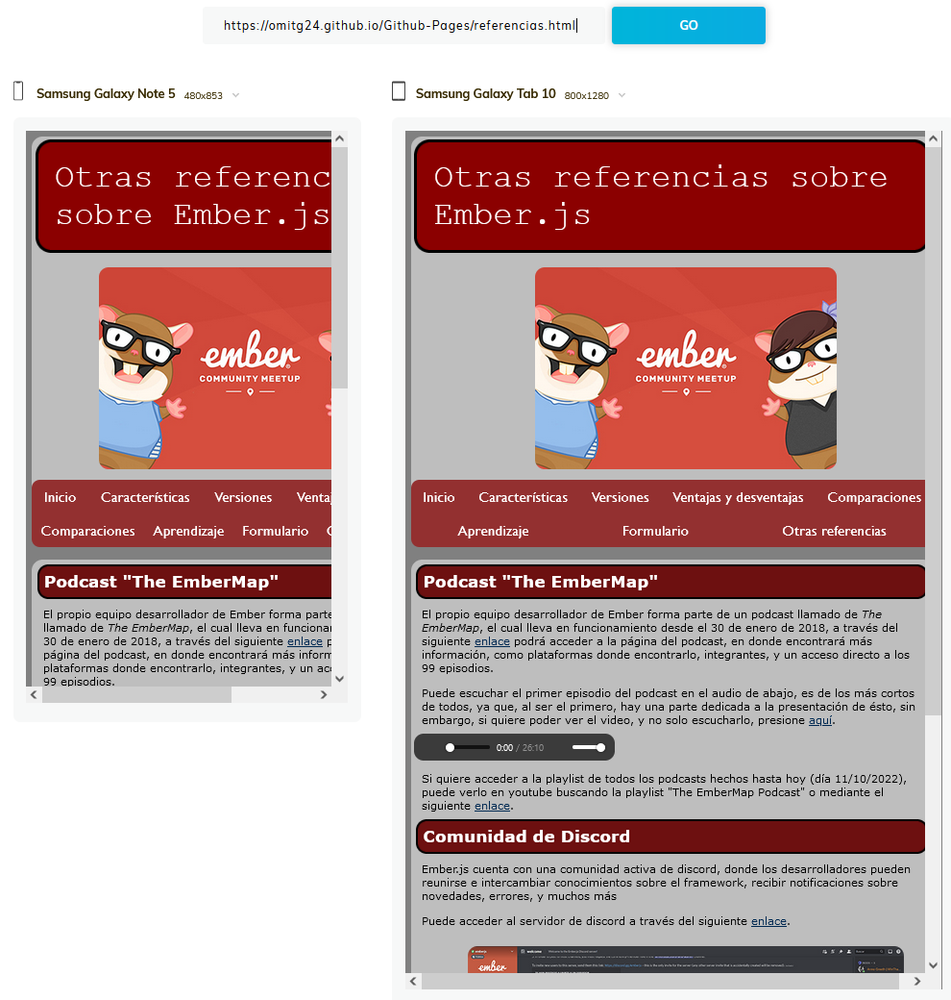 https://omitg24.github.io/Github-Pages/referencias.html
GO
Samsung Galaxy Note 5 480x853
Otras referenc
sobre Ember.js
ember
COMMUNITY MEETUP
Inicio Características Versiones Ventaj
Comparaciones Aprendizaje Formulario
Podcast "The EmberMap"
El propio equipo desarrollador de Ember forma parte
llamado de The EmberMap, el cual lleva en funcionan
30 de enero de 2018, a través del siguiente enlace p
página del podcast, en donde encontrará más inform
plataformas donde encontrarlo, integrantes, y un acc
99 episodios.
Samsung Galaxy Tab 10 800x1280
Otras referencias sobre
Ember.js
ember
COMMUNITY MEETUP
Inicio Características Versiones Ventajas y desventajas Comparaciones
Aprendizaje Formulario Otras referencias
Podcast "The EmberMap"
El propio equipo desarrollador de Ember forma parte de un podcast llamado de The
EmberMap, el cual lleva en funcionamiento desde el 30 de enero de 2018, a través del
siguiente enlace podrá acceder a la página del podcast, en donde encontrará más
información, como plataformas donde encontrarlo, integrantes, y un acceso directo a los
99 episodios.
Puede escuchar el primer episodio del podcast en el audio de abajo, es de los más cortos
de todos, ya que, al ser el primero, hay una parte dedicada a la presentación de ésto, sin
embargo, si quiere poder ver el video, y no solo escucharlo, presione aquí.
0:00 / 26:10
Si quiere acceder a la playlist de todos los podcasts hechos hasta hoy (día 11/10/2022),
puede verlo en youtube buscando la playlist "The EmberMap Podcast" o mediante el
siguiente enlace.
Comunidad de Discord
Ember.js cuenta con una comunidad activa de discord, donde los desarrolladores pueden
reunirse e intercambiar conocimientos sobre el framework, recibir notificaciones sobre
novedades, errores, y muchos más
Puede acceder al servidor de discord a través del siguiente enlace.
ember